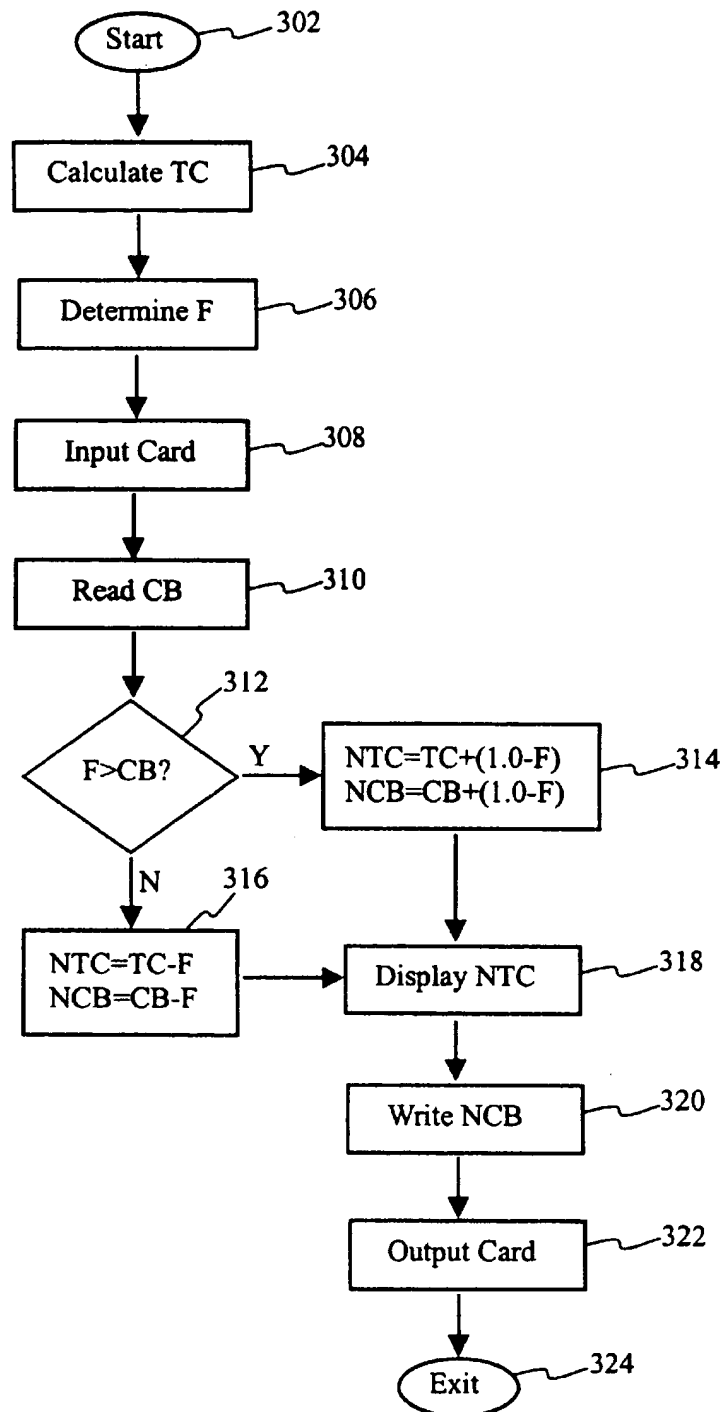 Start
302
Calculate TC
304
Determine F
306
Input Card
308
Read CB
310
F>CB?
312
Y
NTC=TC+(1.0-F)
NCB=CB+(1.0-F)
314
N
316
NTC=TC-F
NCB=CB-F
Display NTC
318
Write NCB
320
Output Card
322
Exit
324